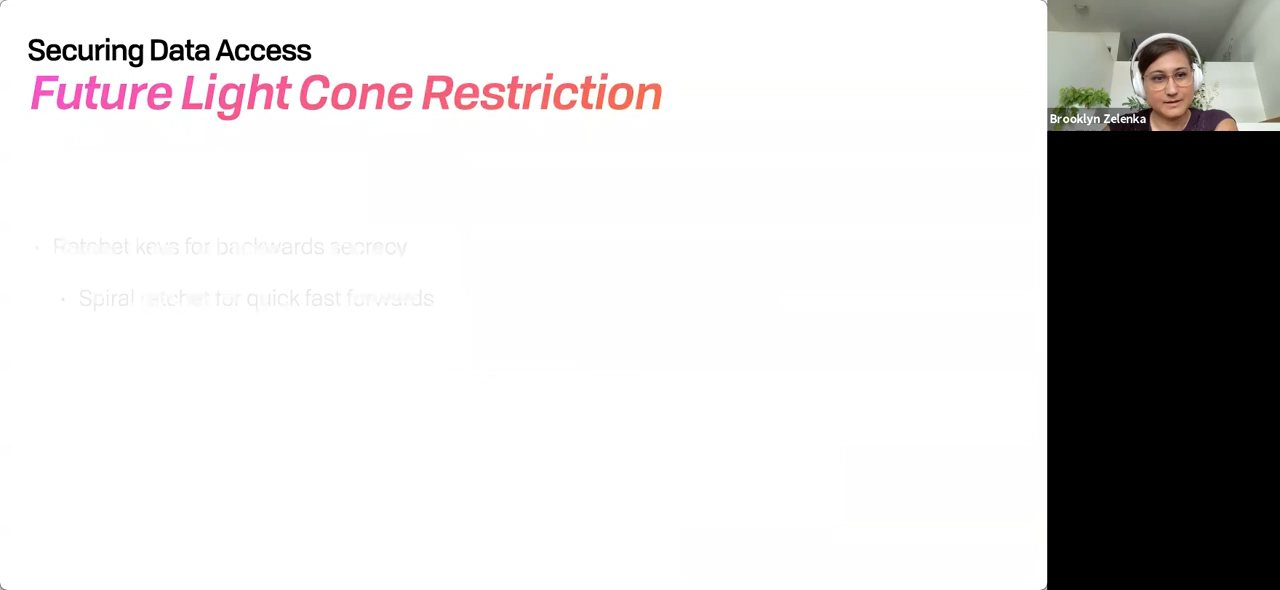 Securing Data Access
Future Light Cone Restriction
• Ratchet keys for backwards secrecy
• Spiral ratchet for quick fast forwards
Brooklyn Zelenka